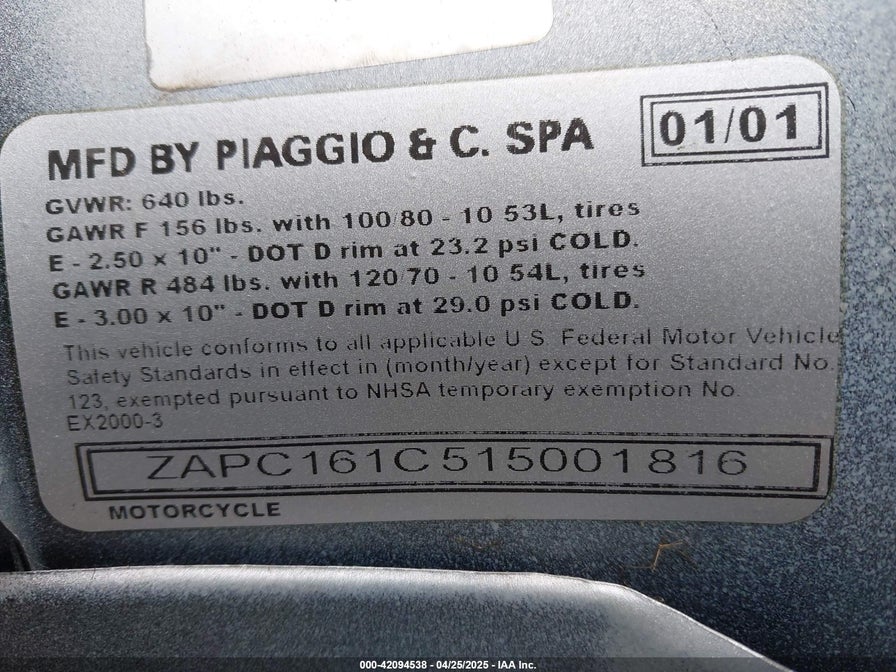 MFD BY PIAGGIO & C. SPA
01/01
GVWR: 640 lbs.
GAWR F 156 lbs. with 100/80 - 10 53L, tires
E - 2.50 x 10" - DOT D rim at 23.2 psi COLD.
GAWR R 484 lbs. with 120/70 - 10 54L, tires
E - 3.00 x 10" - DOT D rim at 29.0 psi COLD.
This vehicle conforms to all applicable U S. Federal Motor Vehicle
Safety Standards in effect in (month/year) except for Standard No.
123, exempted pursuant to NHSA temporary exemption No.
EX2000-3
ZAPC161C515001816
MOTORCYCLE
000-42094538 - 04/25/2025 - IAA Inc.